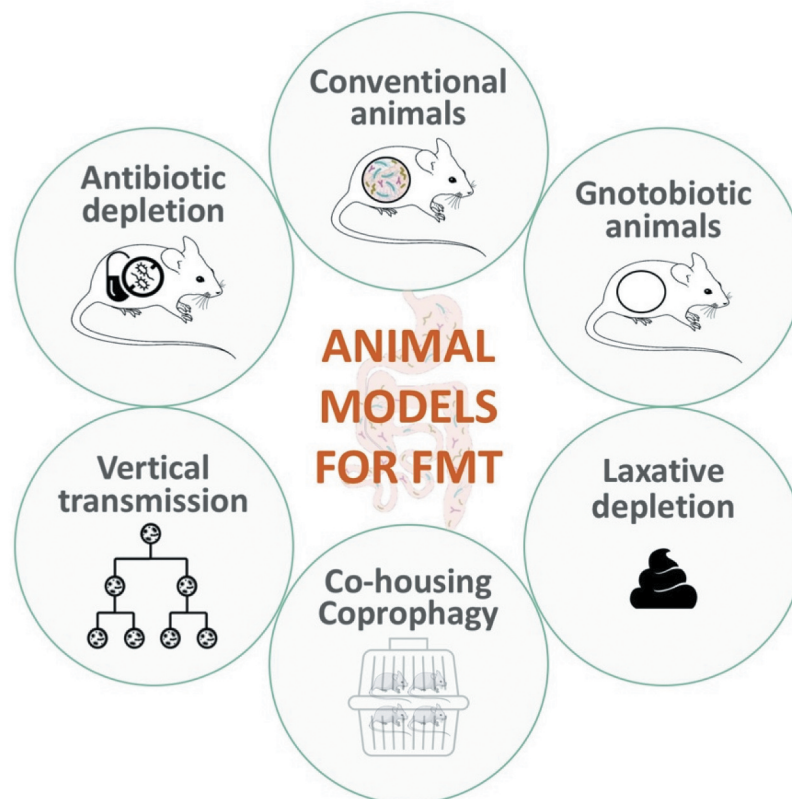 Conventional
animals
Antibiotic
depletion
Gnotobiotic
animals
ANIMAL
MODELS
FOR FMT
Vertical
transmission
Laxative
depletion
Co-housing
Coprophagy